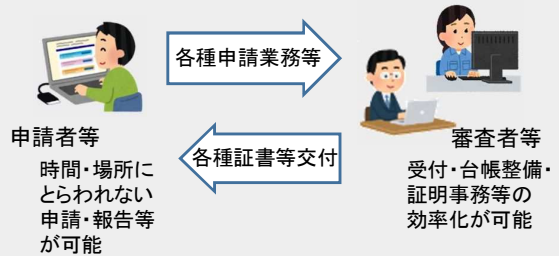 各種申請業務等
申請者等
時間・場所に
とらわれない
申請・報告等
が可能
各種証書等交付
審査者等
受付・台帳整備・
証明事務等の
効率化が可能